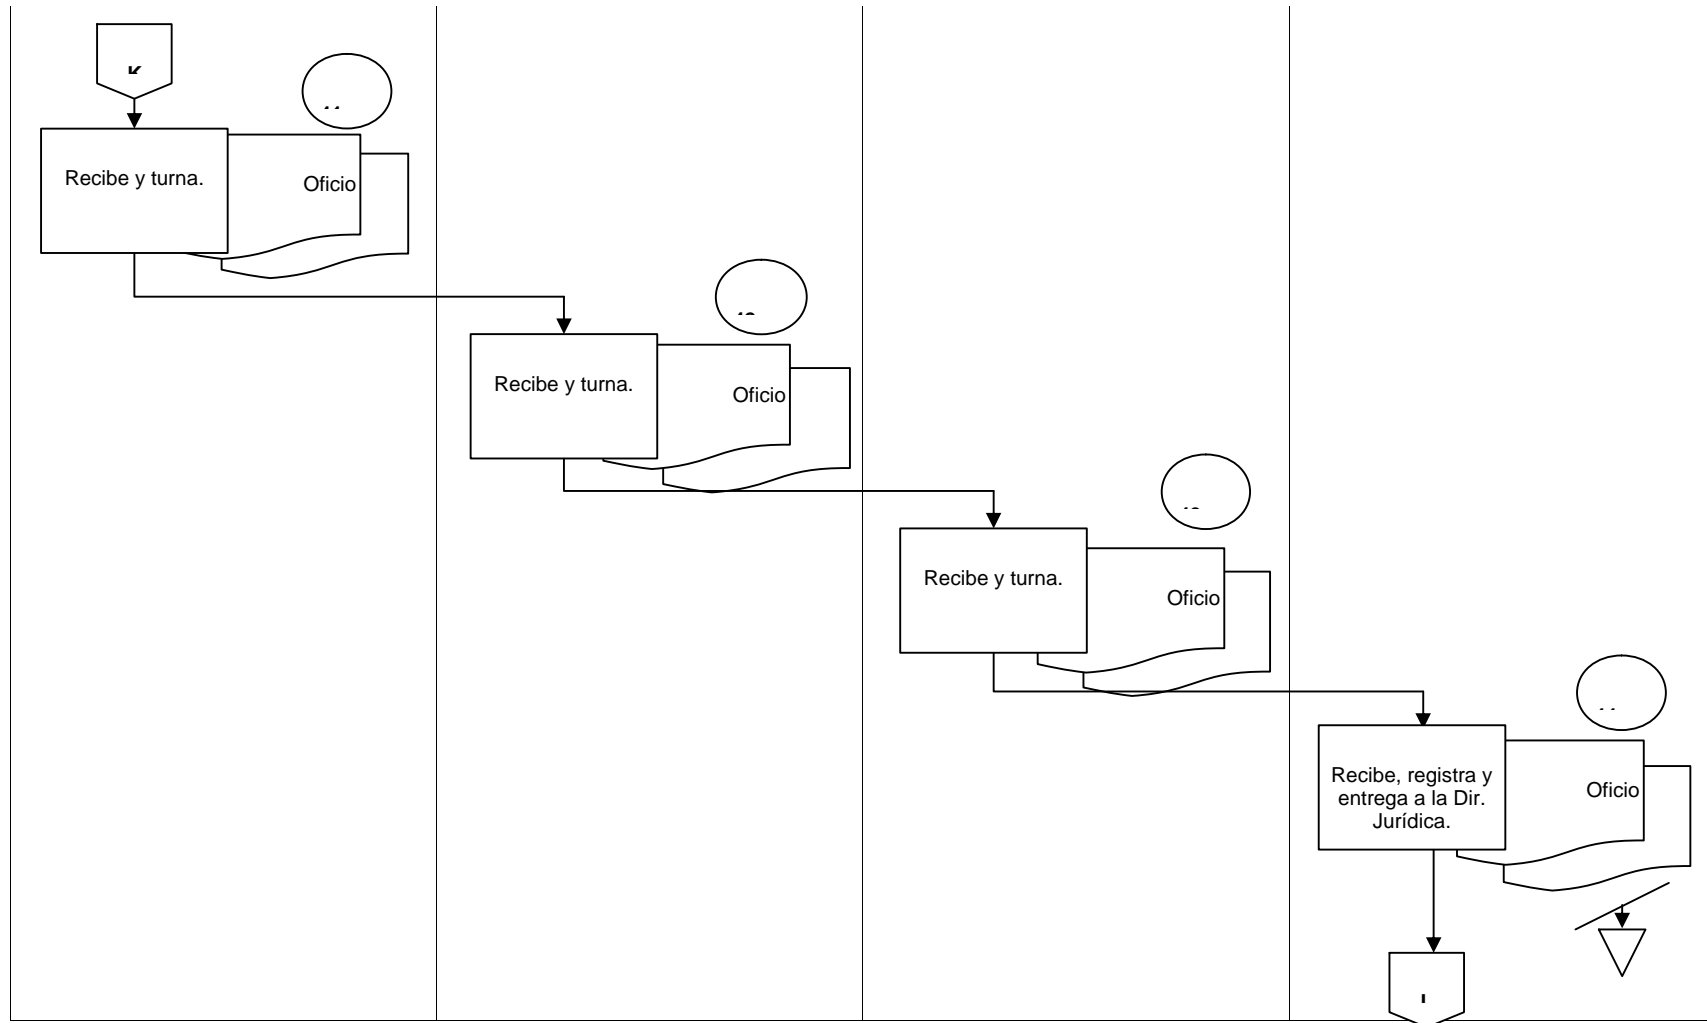 Recibe y turna.
Oficio
Recibe y turna.
Oficio
Recibe y turna.
Oficio
Recibe, registra y
entrega a la Dir.
Jurídica.
Oficio